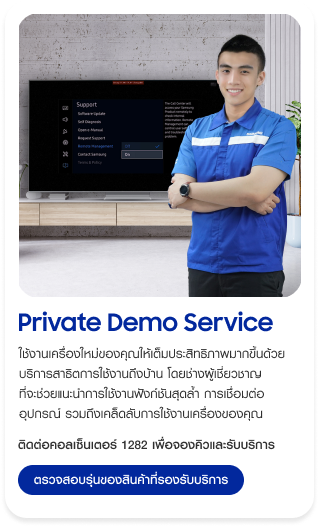 Support
Software Update
Self Diagnosis
Device Manual
Request Support
Remote Management
Off
Contact Samsung
On
Terms & Policy
Private Demo Service
ใช้งานเครื่องใหม่ของคุณให้เต็มประสิทธิภาพมากขึ้นด้วย
บริการสาธิตการใช้งานถึงบ้าน โดยช่างผู้เชี่ยวชาญ
ที่จะช่วยแนะนำการใช้งานฟังก์ชันสุดล้ำ การเชื่อมต่อ
อุปกรณ์ รวมถึงเคล็ดลับการใช้งานเครื่องของคุณ
ติดต่อคอลเซ็นเตอร์ 1282 เพื่อจองคิวและรับบริการ
ตรวจสอบรุ่นของสินค้าที่รองรับบริการ